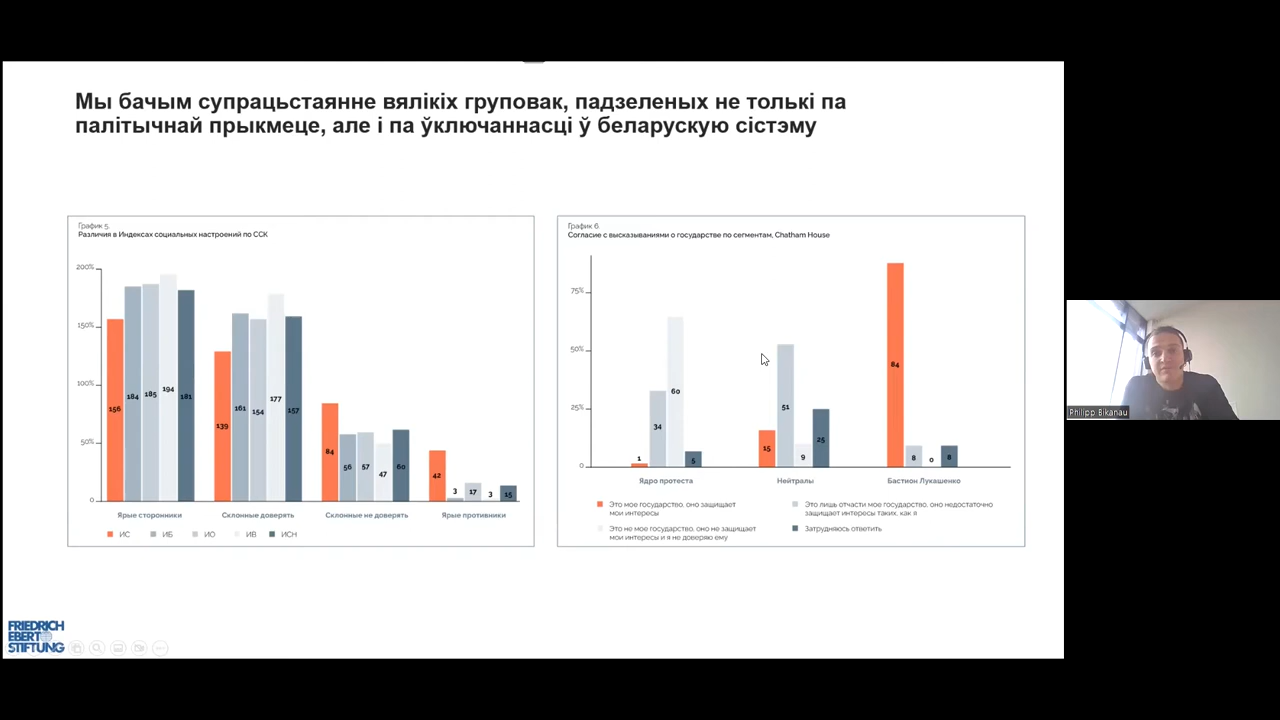 Мы бачым супрацьстаянне вялікіх груповак, падзеленых не толькі па
палітычнай прыкмеце, але і па ўключаннасці ў беларускую сістэму
График 5.
Различия в Индексах социальных настроений по ССК
200%
150%
100%
50%
0
156
184
185
194
181
139
161
154
177
157
84
56
57
47
60
42
3
17
3
15
Ярые сторонники
Склонные доверять
Склонные не доверять
Ярые противники
ИС
ИБ
ИО
ИВ
ИСН
График 6.
Согласие с высказываниями о государстве по сегментам, Chatham House
75%
50%
25%
0
1
34
60
5
15
51
9
25
84
8
0
8
Ядро протеста
Нейтралы
Бастион Лукашенко
Это мое государство, оно защищает
мои интересы
Это лишь отчасти мое государство, оно недостаточно
защищает интересы таких, как я
Это не мое государство, оно не защищает
мои интересы и я не доверяю ему
Затрудняюсь ответить
FRIEDRICH
EBERT
STIFTUNG
Philipp Bikanau